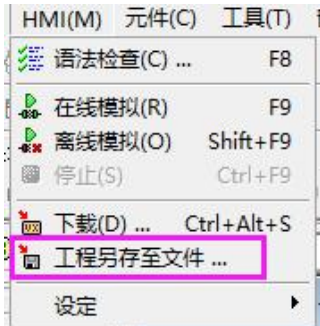 HMI(M) 元件(C) 工具(T)
语法检查(C) ... F8
在线模拟(R) F9
离线模拟(O) Shift+F9
停止(S) Ctrl+F9
下载(D) ... Ctrl+Alt+S
工程另存至文件 ...
设定